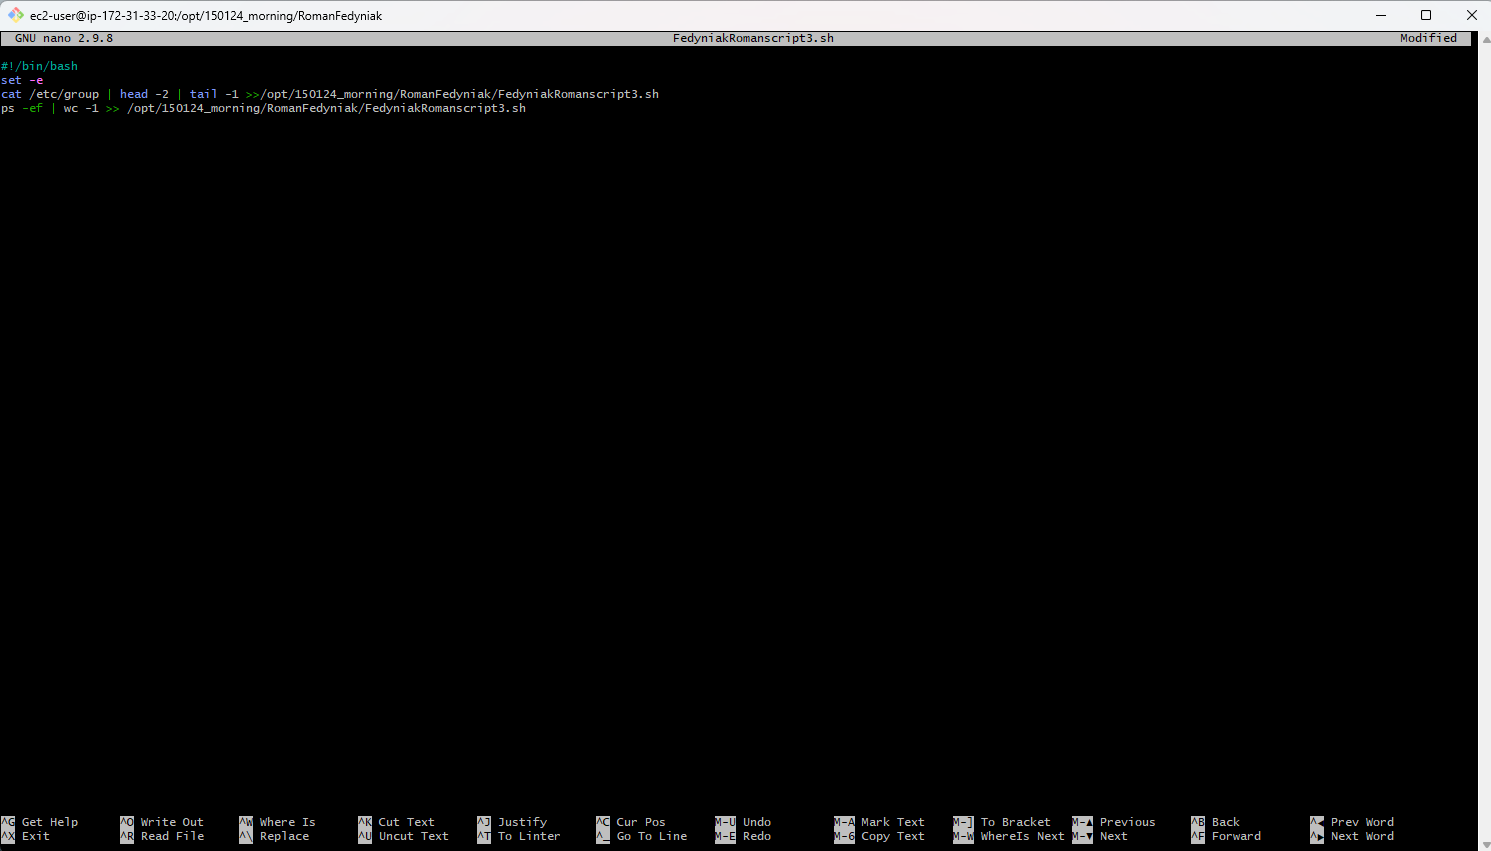 ec2-user@ip-172-31-33-20:/opt/150124_morning/RomanFedyniak
GNU nano 2.9.8 FedyniakRomanscript3.sh Modified
#!/bin/bash
set -e
cat /etc/group | head -2 | tail -1 >>/opt/150124_morning/RomanFedyniak/FedyniakRomanscript3.sh
ps -ef | wc -1 >> /opt/150124_morning/RomanFedyniak/FedyniakRomanscript3.sh
^G Get Help ^O Write Out ^W Where Is ^K Cut Text ^J Justify ^C Cur Pos M-U Undo M-A Mark Text M-] To Bracket M-▲ Previous ^B Back ^◀ Prev Word
^X Exit ^R Read File ^\ Replace ^U Uncut Text ^T To Linter ^_ Go To Line M-E Redo M-6 Copy Text M-W WhereIs Next M-▼ Next ^F Forward ^▶ Next Word